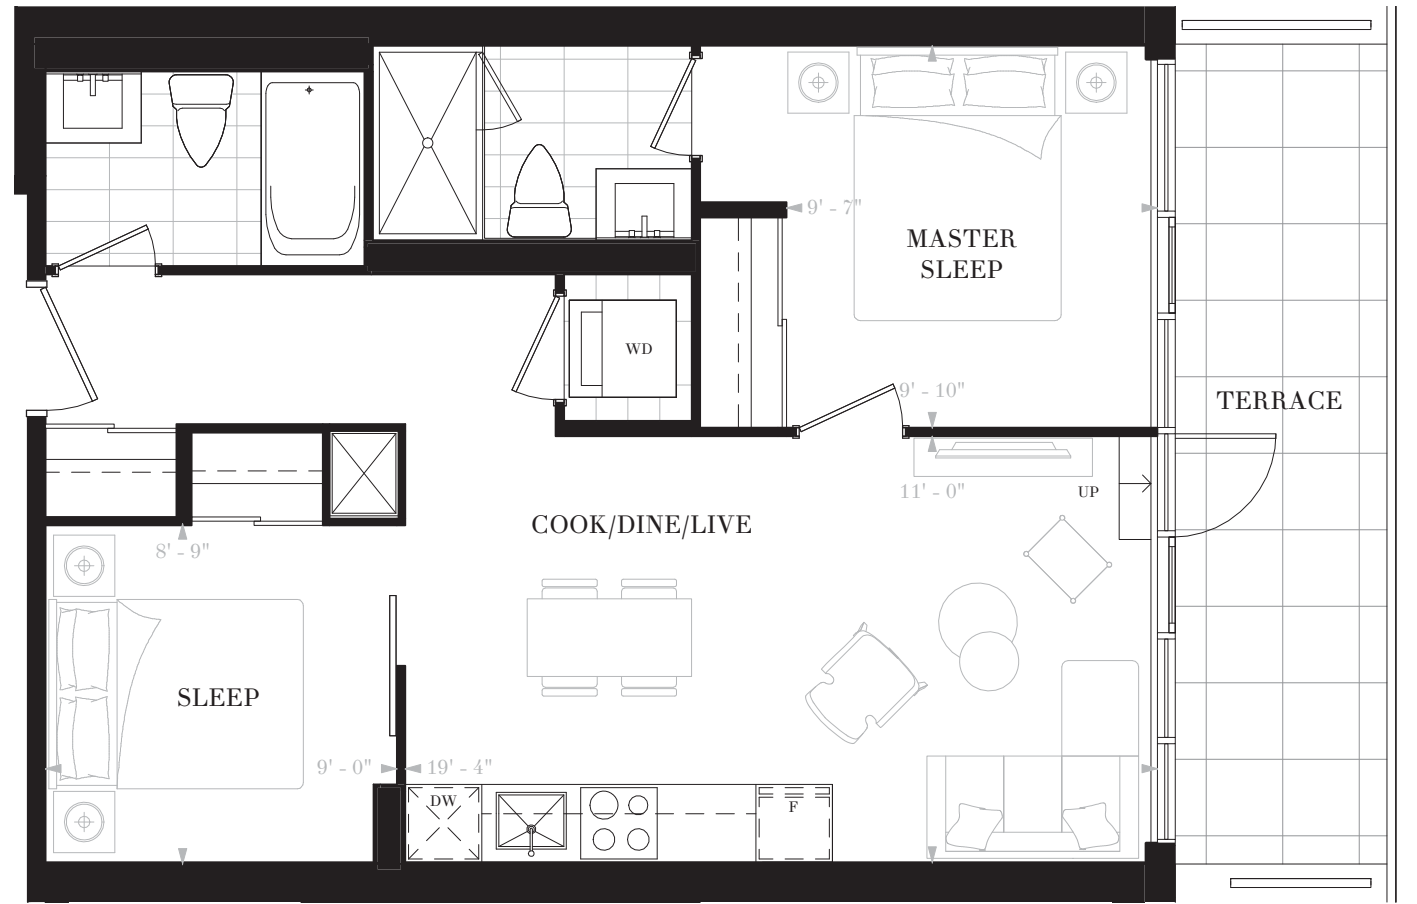 9' - 7"
MASTER
SLEEP
WD
9' - 10"
TERRACE
11' - 0"
UP
COOK/DINE/LIVE
8' - 9"
SLEEP
9' - 0"
19' - 4"
DW
F